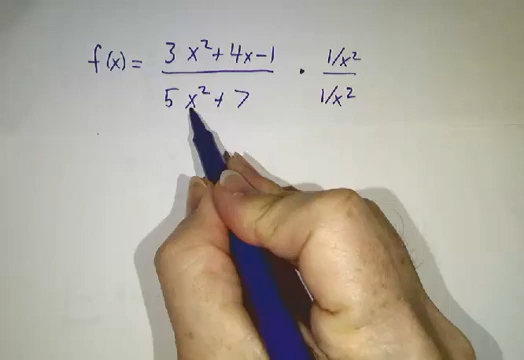 f(x) = 3x²+4x-1 / 5x²+7 · 1/x² / 1/x²